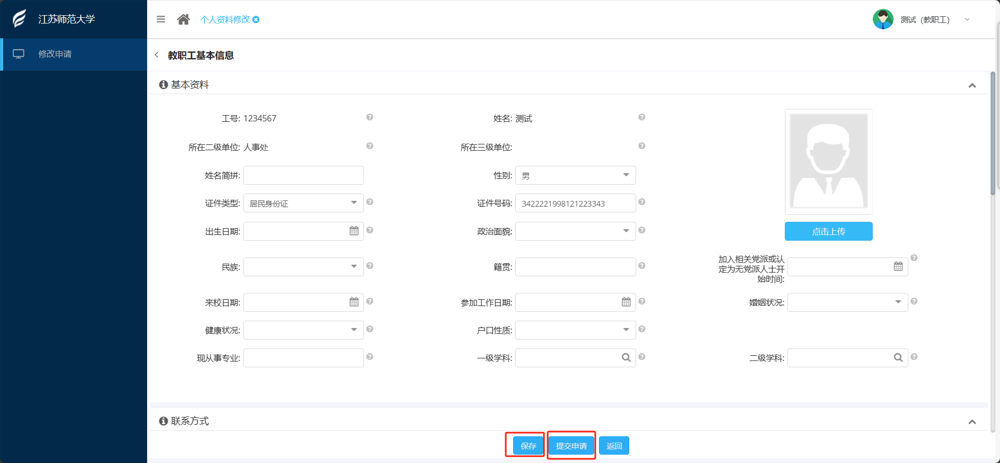 江苏师范大学
个人资料修改
测试（教职工）
修改申请
教职工基本信息
基本资料
工号: 1234567
姓名: 测试
所在二级单位: 人事处
所在三级单位:
点击上传
姓名简拼:
性别: 男
证件类型: 居民身份证
证件号码: 3422221998121223343
出生日期:
政治面貌:
民族:
籍贯:
加入相关党派或认
定为无党派人士开
始时间:
来校日期:
参加工作日期:
婚姻状况:
健康状况:
户口性质:
现从事专业:
一级学科:
二级学科:
联系方式
保存
提交申请
返回